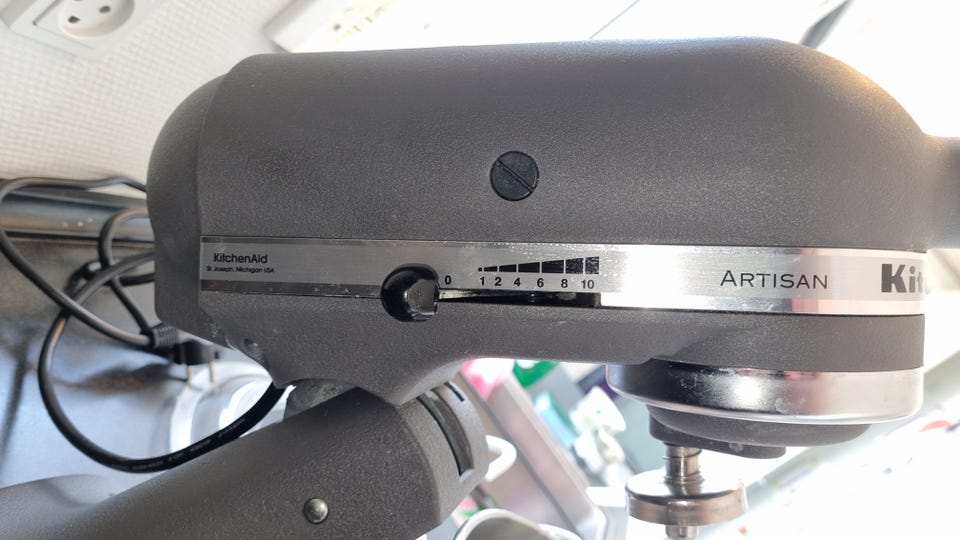 KitchenAid
St. Joseph, Michigan USA
0 1 2 4 6 8 10
ARTISAN
Kit